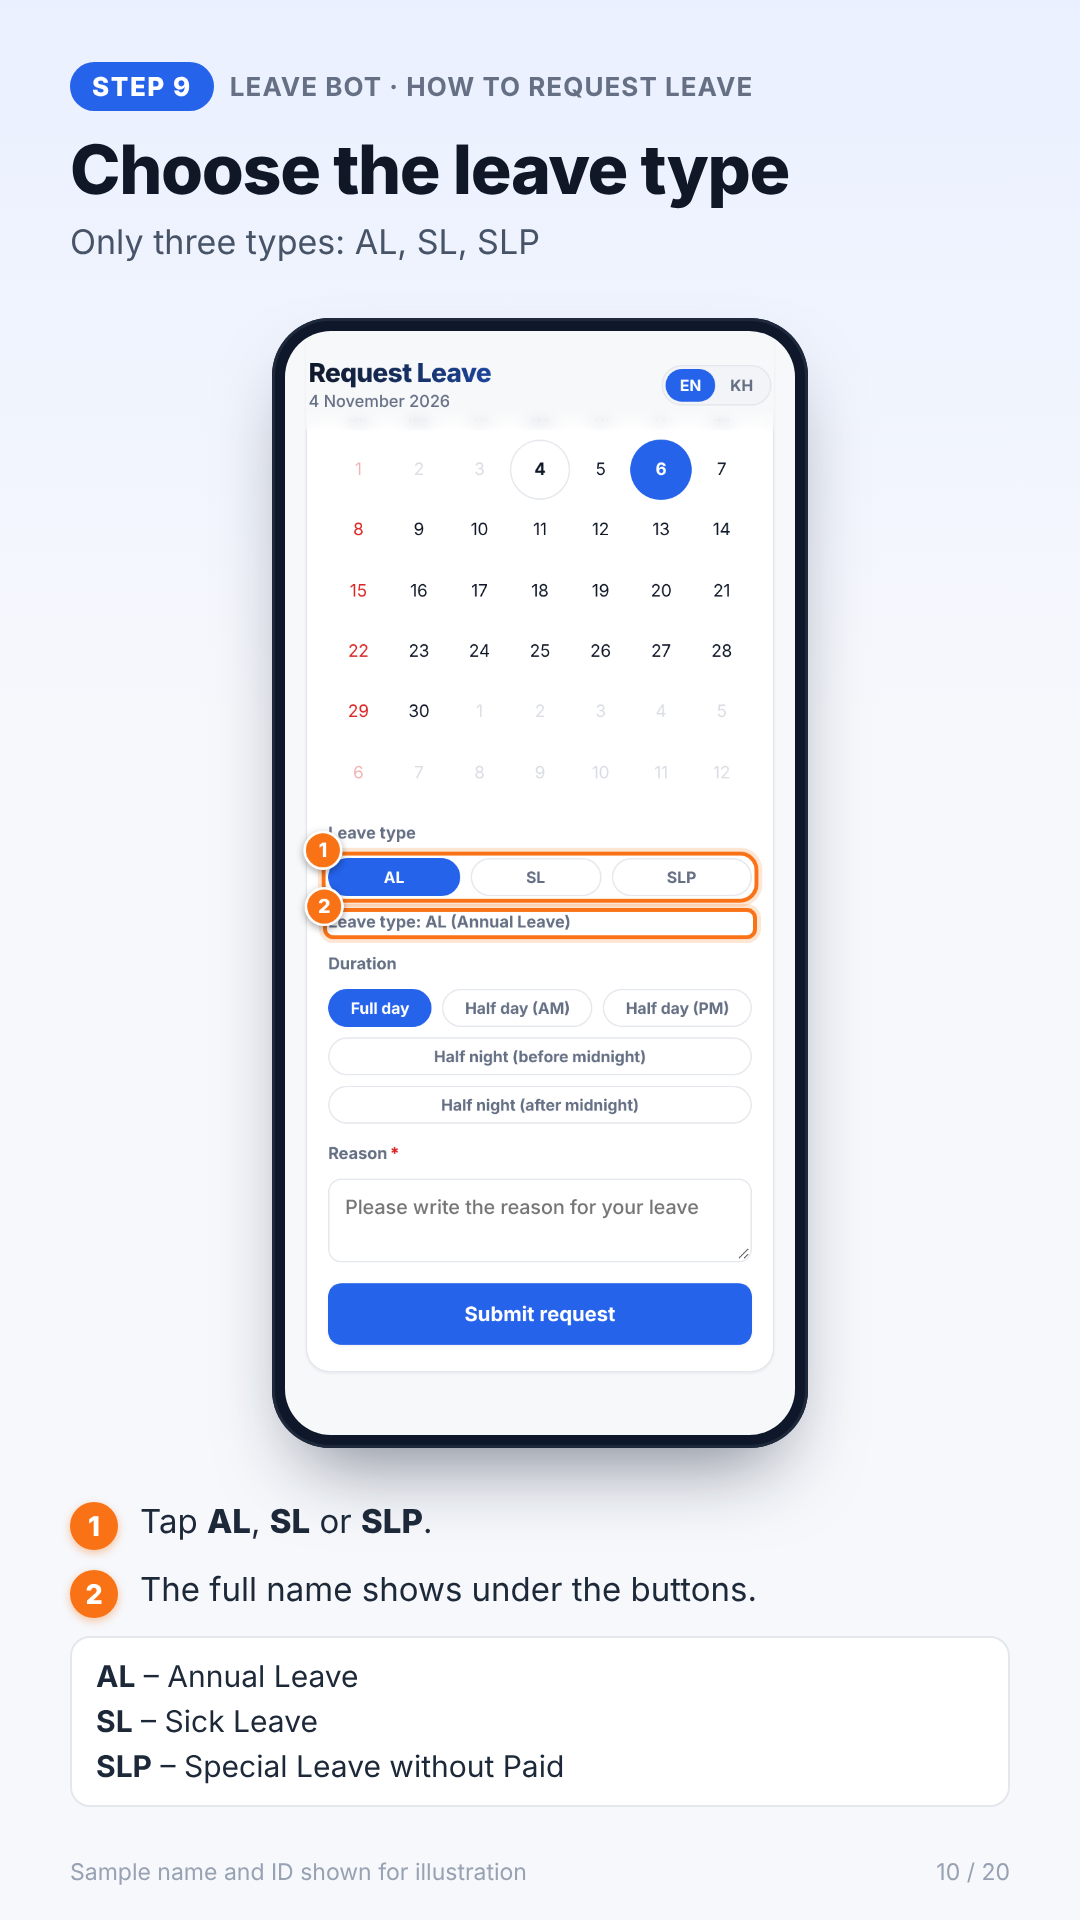 STEP 9 LEAVE BOT · HOW TO REQUEST LEAVE
Choose the leave type
Only three types: AL, SL, SLP
Request Leave
4 November 2026
EN KH
1 2 3 4 5 6 7
8 9 10 11 12 13 14
15 16 17 18 19 20 21
22 23 24 25 26 27 28
29 30 1 2 3 4 5
6 7 8 9 10 11 12
Leave type
1
AL SL SLP
2
Leave type: AL (Annual Leave)
Duration
Full day Half day (AM) Half day (PM)
Half night (before midnight)
Half night (after midnight)
Reason *
Please write the reason for your leave
Submit request
1 Tap AL, SL or SLP.
2 The full name shows under the buttons.
AL – Annual Leave
SL – Sick Leave
SLP – Special Leave without Paid
Sample name and ID shown for illustration 10 / 20